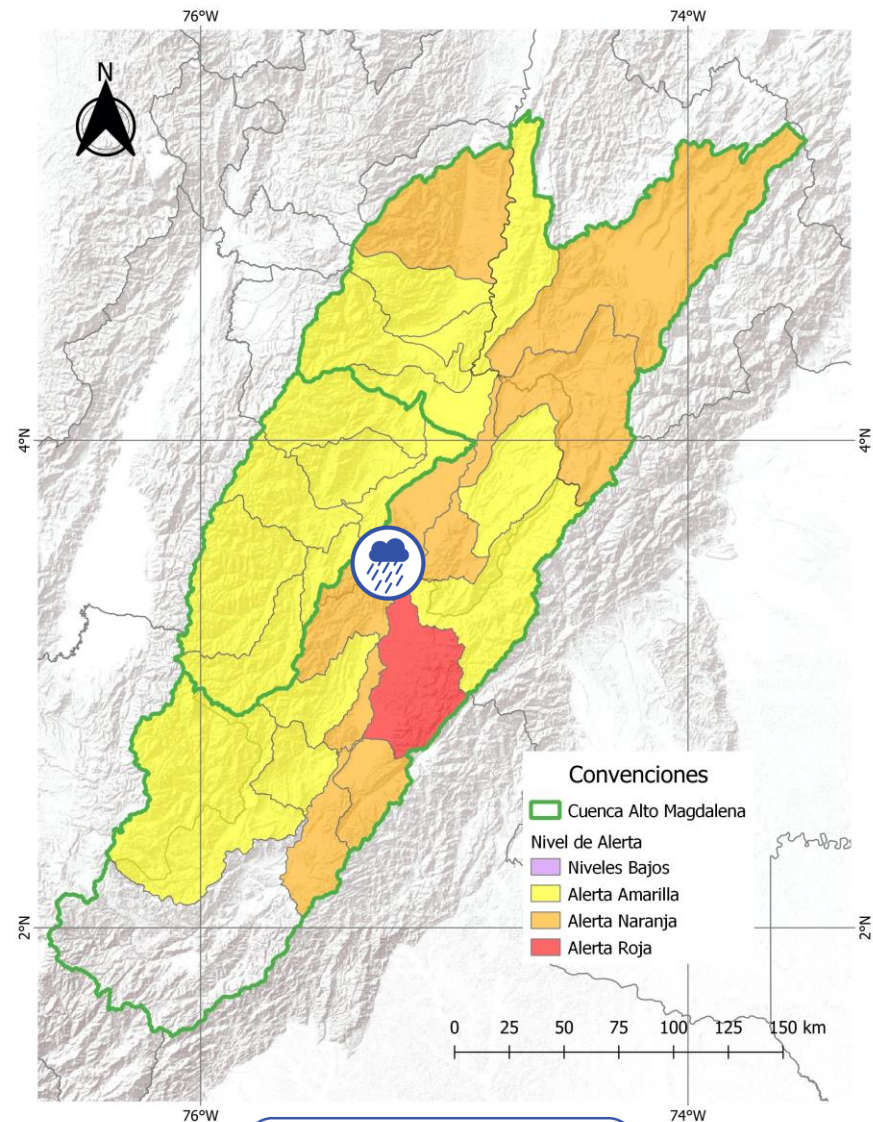 76°W 74°W
N
4°N 4°N
Convenciones
Cuenca Alto Magdalena
Nivel de Alerta
Niveles Bajos
Alerta Amarilla
Alerta Naranja
Alerta Roja
2°N 2°N
0 25 50 75 100 125 150 km
76°W 74°W